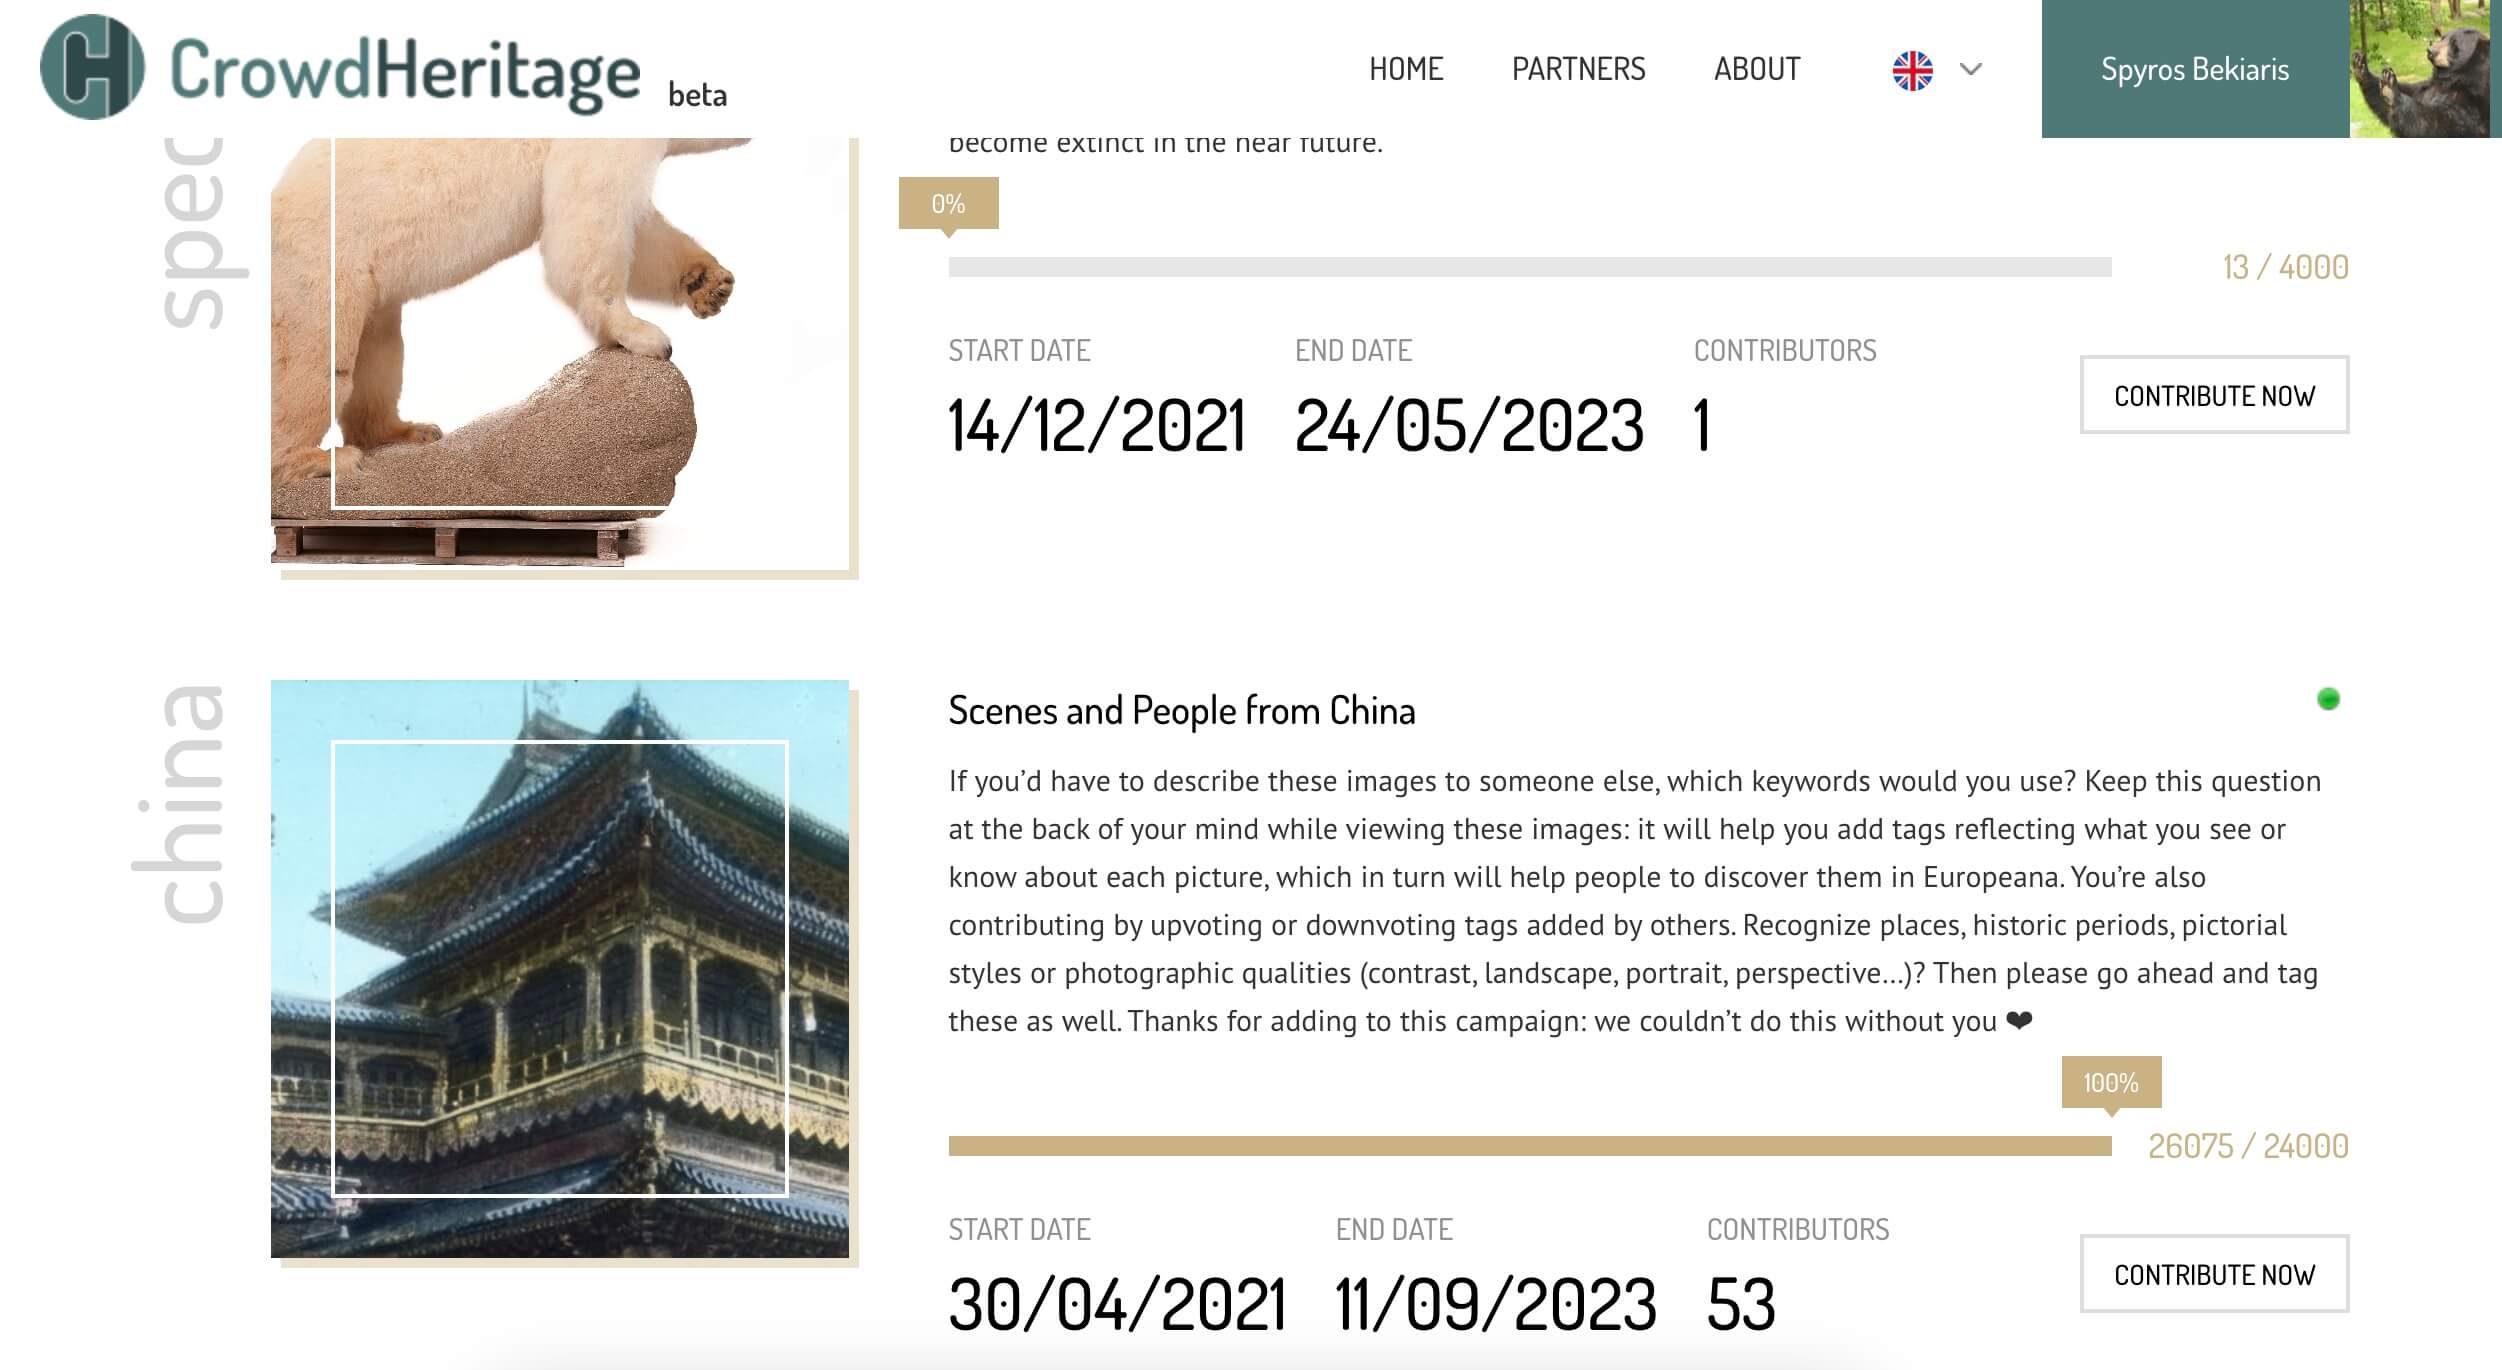 CrowdHeritage beta
HOME PARTNERS ABOUT
Spyros Bekiaris
spec
become extinct in the near future.
0%
13 / 4000
START DATE END DATE CONTRIBUTORS
14/12/2021 24/05/2023 1
CONTRIBUTE NOW
china
Scenes and People from China
If you’d have to describe these images to someone else, which keywords would you use? Keep this question
at the back of your mind while viewing these images: it will help you add tags reflecting what you see or
know about each picture, which in turn will help people to discover them in Europeana. You’re also
contributing by upvoting or downvoting tags added by others. Recognize places, historic periods, pictorial
styles or photographic qualities (contrast, landscape, portrait, perspective…)? Then please go ahead and tag
these as well. Thanks for adding to this campaign: we couldn’t do this without you ❤
100%
26075 / 24000
START DATE END DATE CONTRIBUTORS
30/04/2021 11/09/2023 53
CONTRIBUTE NOW